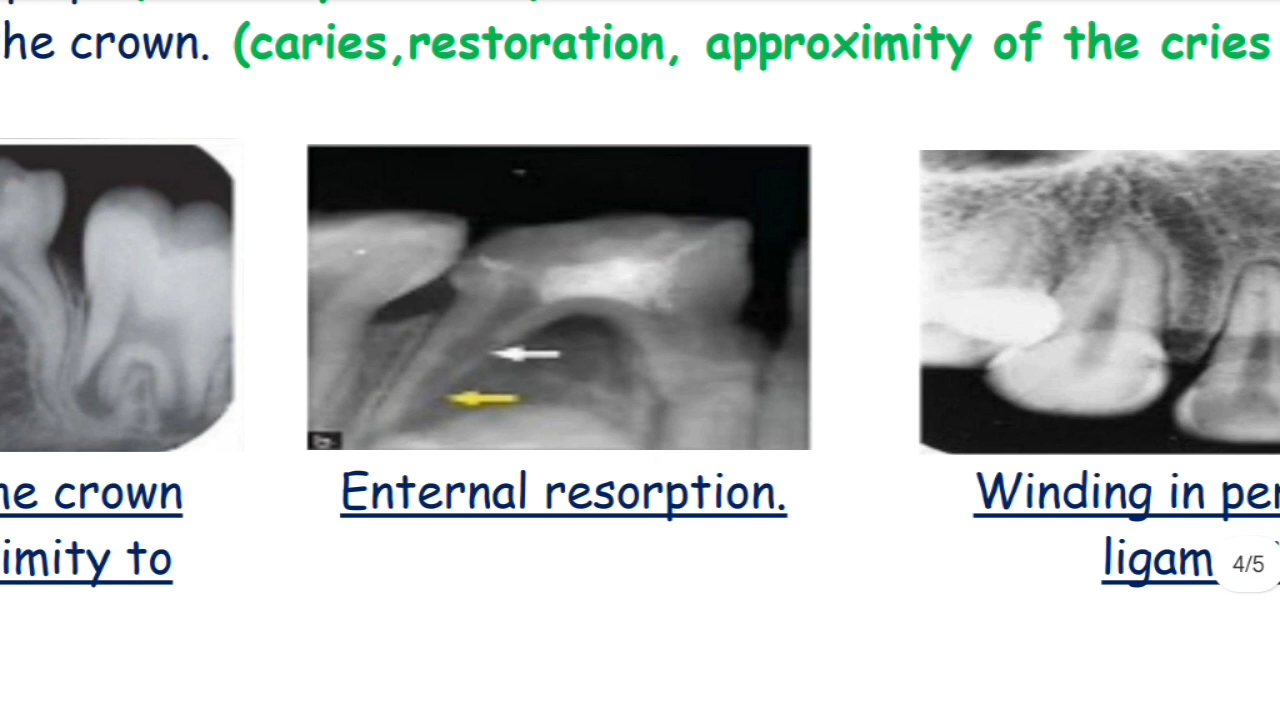 he crown. (caries,restoration, approximity of the cries
b
he crown
imity to
Enternal resorption.
Winding in per
ligam
4/5